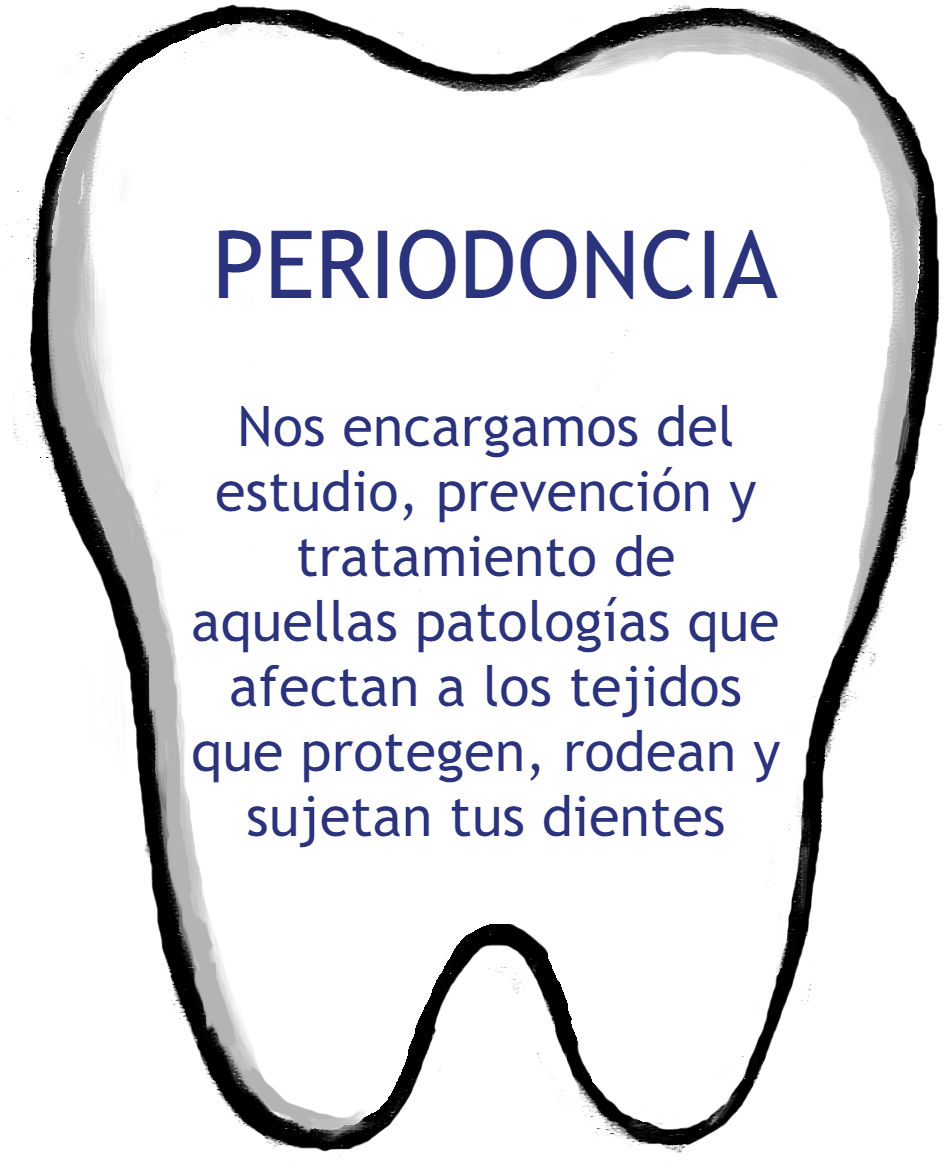 PERIODONCIA
Nos encargamos del
estudio, prevención y
tratamiento de
aquellas patologías que
afectan a los tejidos
que protegen, rodean y
sujetan tus dientes